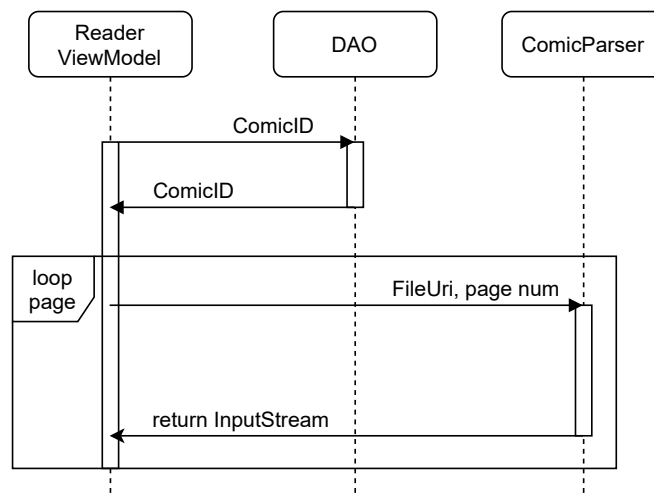 Reader
ViewModel
DAO
ComicParser
ComicID
ComicID
loop
page
FileUri, page num
return InputStream